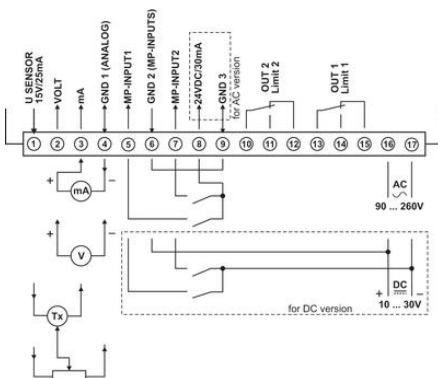 U SENSOR
15V/25mA
VOLT
mA
GND 1 (ANALOG)
MP-INPUT1
GND 2 (MP-INPUTS)
MP-INPUT2
24VDC/30mA
GND 3
for AC version
OUT 2
Limit 2
OUT 1
Limit 1
1 2 3 4 5 6 7 8 9 10 11 12 13 14 15 16 17
+ mA −
AC
90 ... 260V
+ V −
Tx
+ DC −
10 ... 30V
for DC version